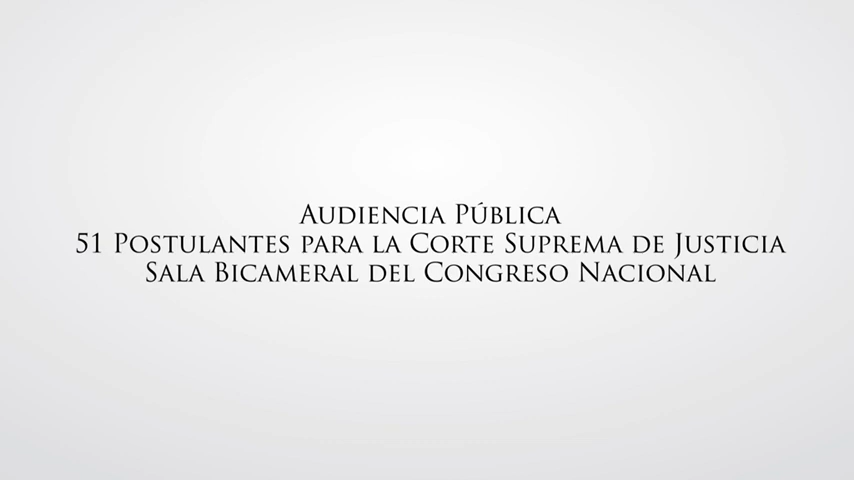 Audiencia Pública
51 Postulantes para la Corte Suprema de Justicia
Sala Bicameral del Congreso Nacional